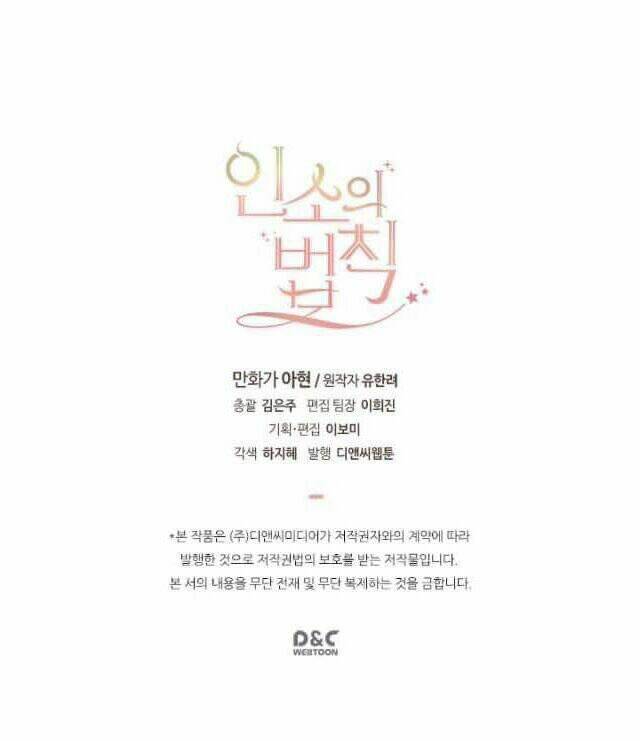 인소의
법칙
만화가 아현 / 원작자 유한려
총괄 김은주 편집 팀장 이희진
기획·편집 이보미
각색 하지혜 발행 디앤씨웹툰
*본 작품은 (주)디앤씨미디어가 저작권자와의 계약에 따라
발행한 것으로 저작권법의 보호를 받는 저작물입니다.
본 서의 내용을 무단 전재 및 무단 복제하는 것을 금합니다.
D&C
WEBTOON